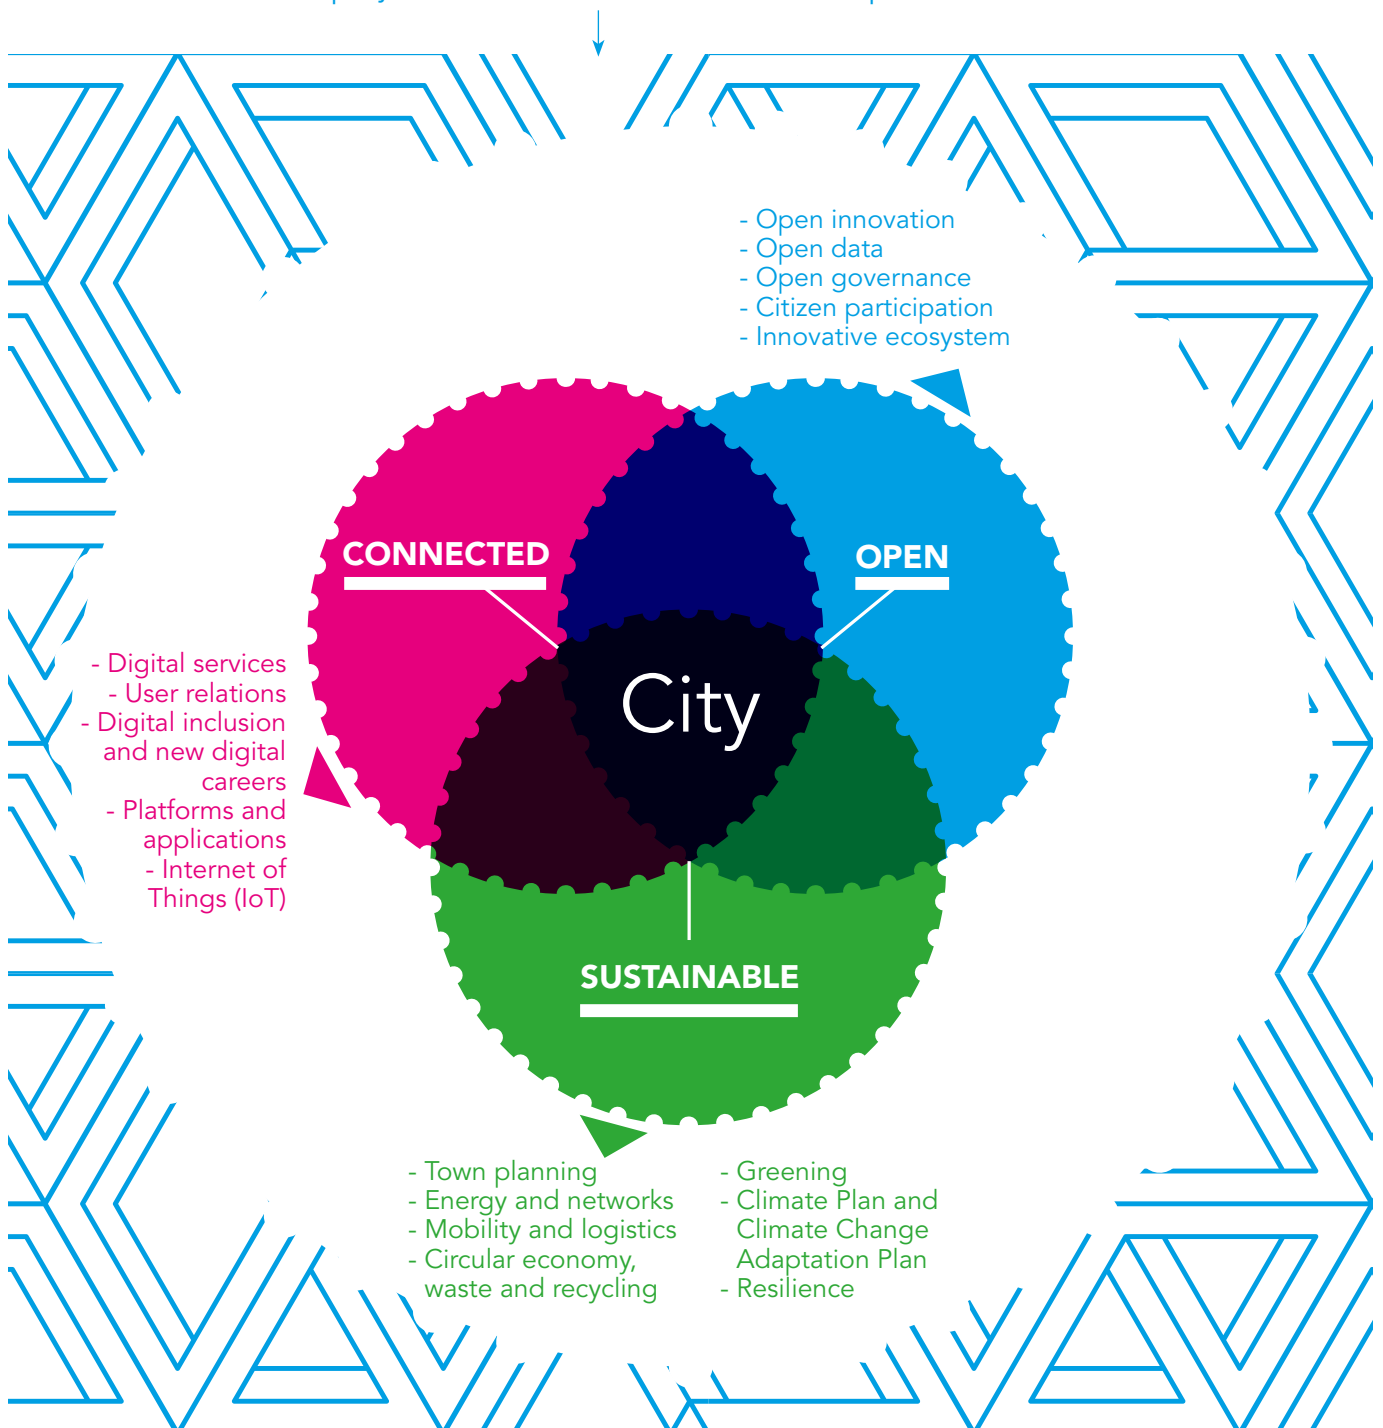 - Open innovation
- Open data
- Open governance
- Citizen participation
- Innovative ecosystem
CONNECTED
OPEN
City
- Digital services
- User relations
- Digital inclusion
and new digital
careers
- Platforms and
applications
- Internet of
Things (IoT)
SUSTAINABLE
- Town planning
- Energy and networks
- Mobility and logistics
- Circular economy,
waste and recycling
- Greening
- Climate Plan and
Climate Change
Adaptation Plan
- Resilience